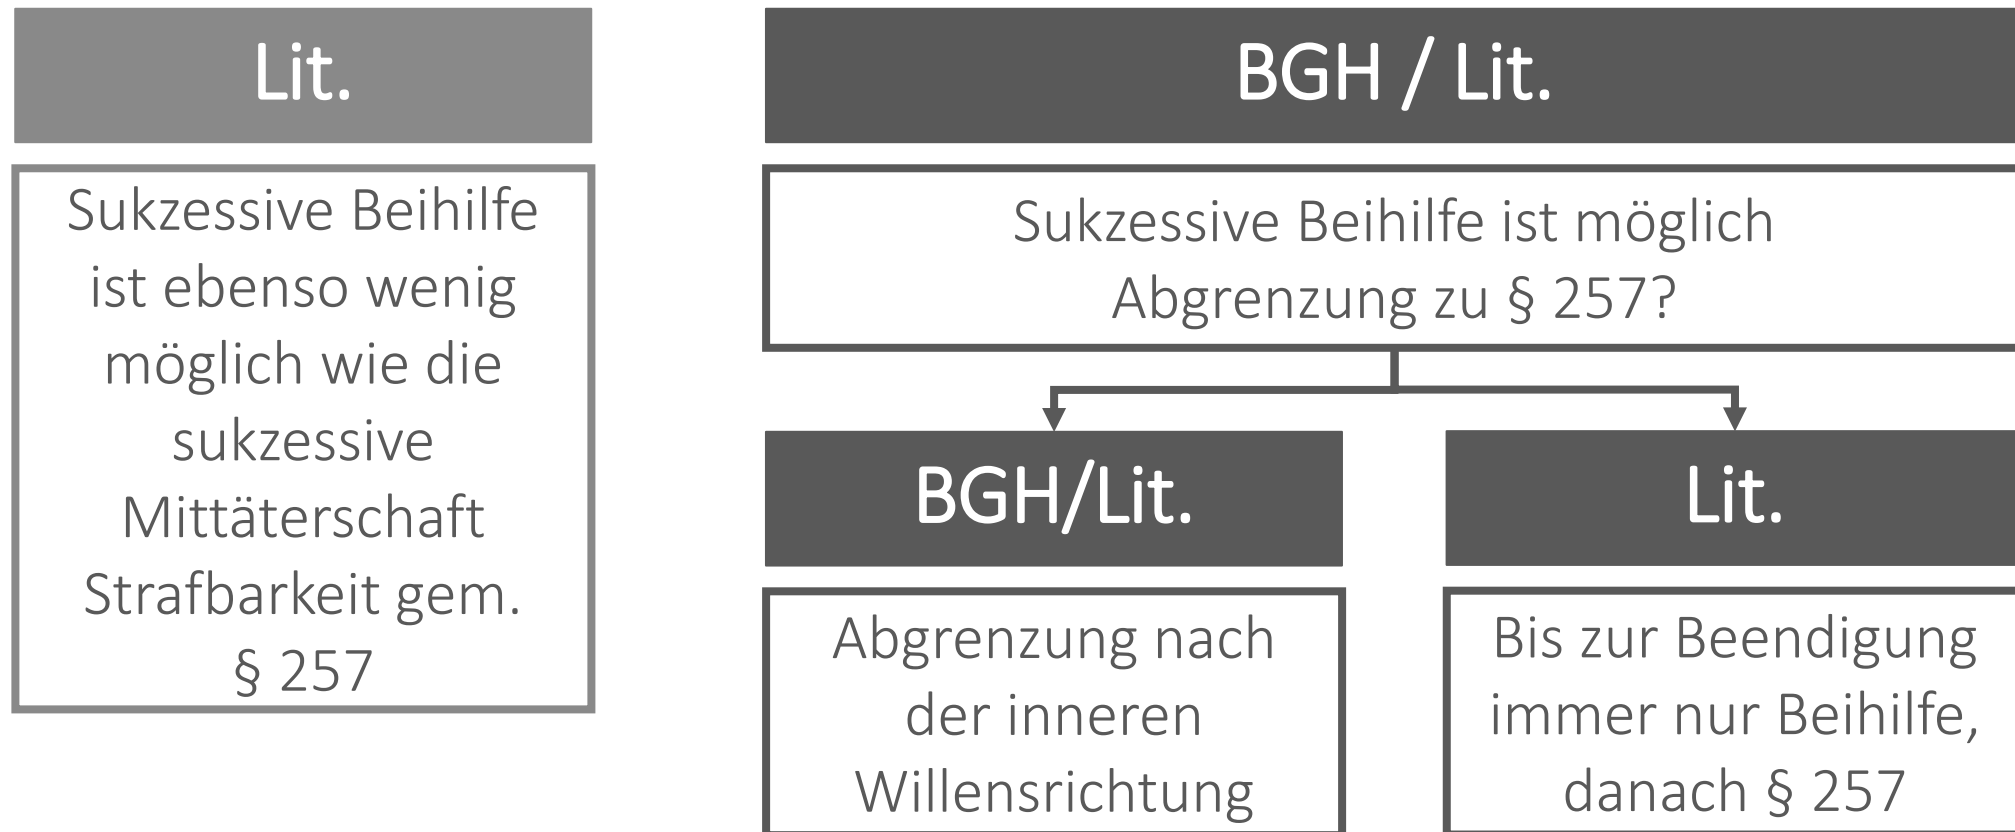 Lit.
Sukzessive Beihilfe
ist ebenso wenig
möglich wie die
sukzessive
Mittäterschaft
Strafbarkeit gem.
§ 257
BGH / Lit.
Sukzessive Beihilfe ist möglich
Abgrenzung zu § 257?
BGH/Lit.
Abgrenzung nach
der inneren
Willensrichtung
Lit.
Bis zur Beendigung
immer nur Beihilfe,
danach § 257